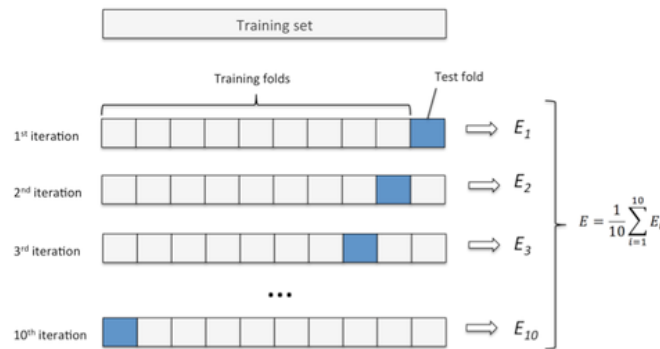 Training set
Training folds
Test fold
1st iteration
E1
2nd iteration
E2
3rd iteration
E3
E = 1/10 10∑i=1 Ei
...
10th iteration
E10